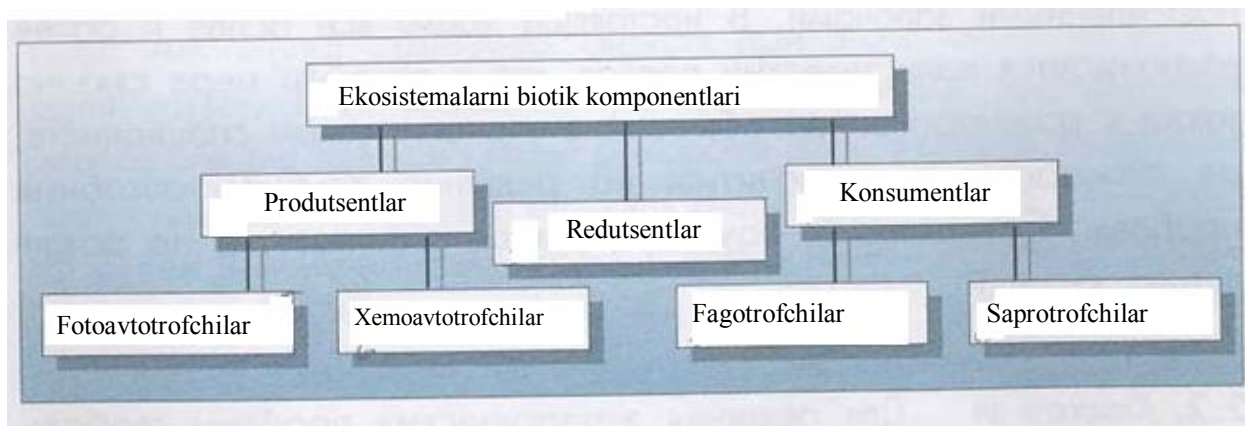 Ekosistemalarni biotik komponentlari
Produtsentlar
Redutsentlar
Konsumentlar
Fotoavtotrofchilar
Xemoavtotrofchilar
Fagotrofchilar
Saprotrofchilar